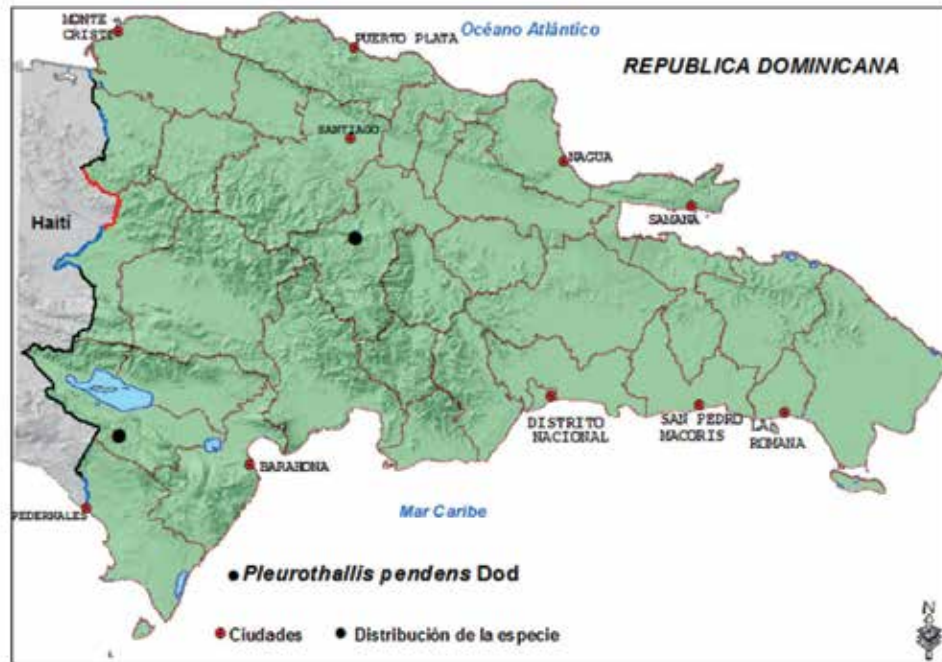 MONTE
CRISTI
PUERTO PLATA
Océano Atlántico
REPUBLICA DOMINICANA
SANTIAGO
NAGUA
SAMANA
Haití
DISTRITO
NACIONAL
SAN PEDRO
MACORIS
LA
ROMANA
BARAHONA
PEDERNALES
Mar Caribe
Pleurothallis pendens Dod
Ciudades
Distribución de la especie
N